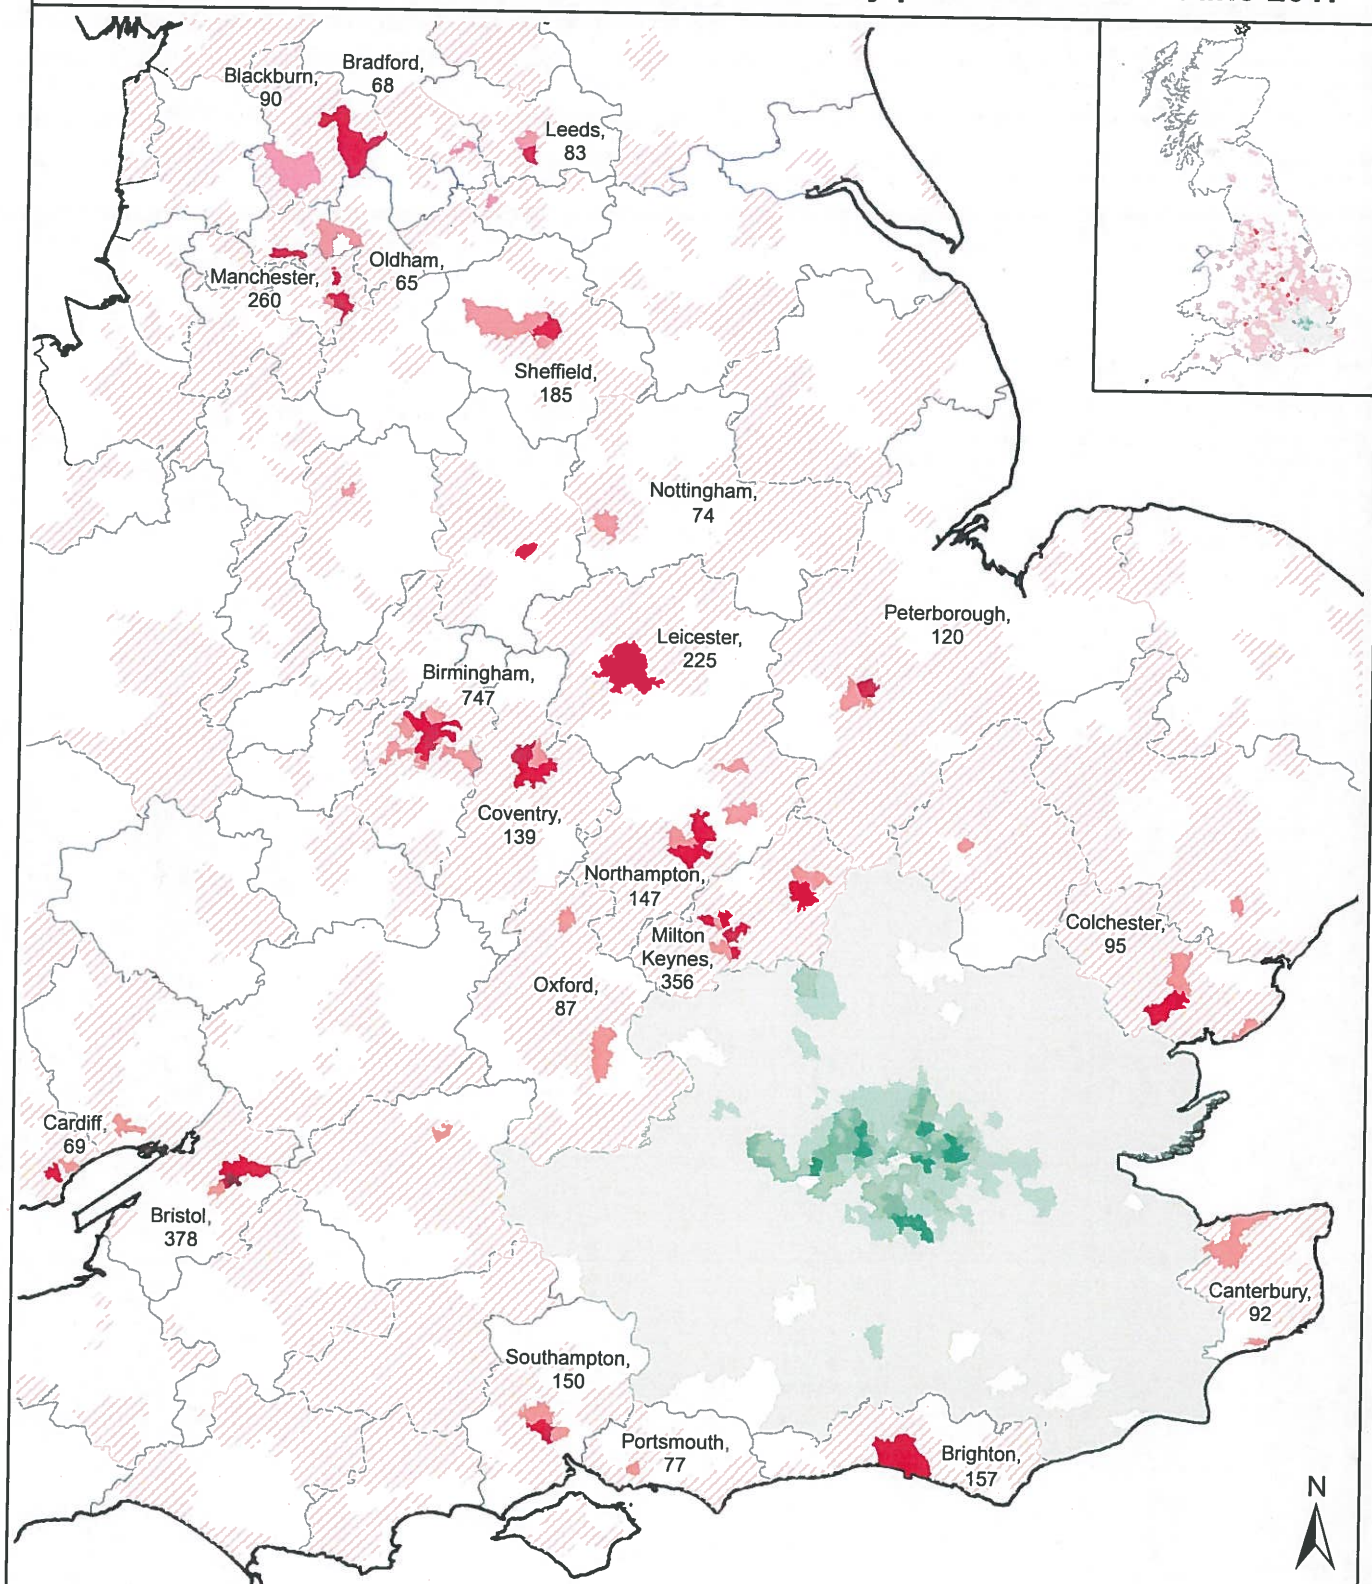 Blackburn,
90
Bradford,
68
Leeds,
83
Manchester,
260
Oldham,
65
Sheffield,
185
Nottingham,
74
Leicester,
225
Peterborough,
120
Birmingham,
747
Coventry,
139
Northampton,
147
Milton
Keynes,
356
Colchester,
95
Oxford,
87
Cardiff,
69
Bristol,
378
Canterbury,
92
Southampton,
150
Portsmouth,
77
Brighton,
157
N